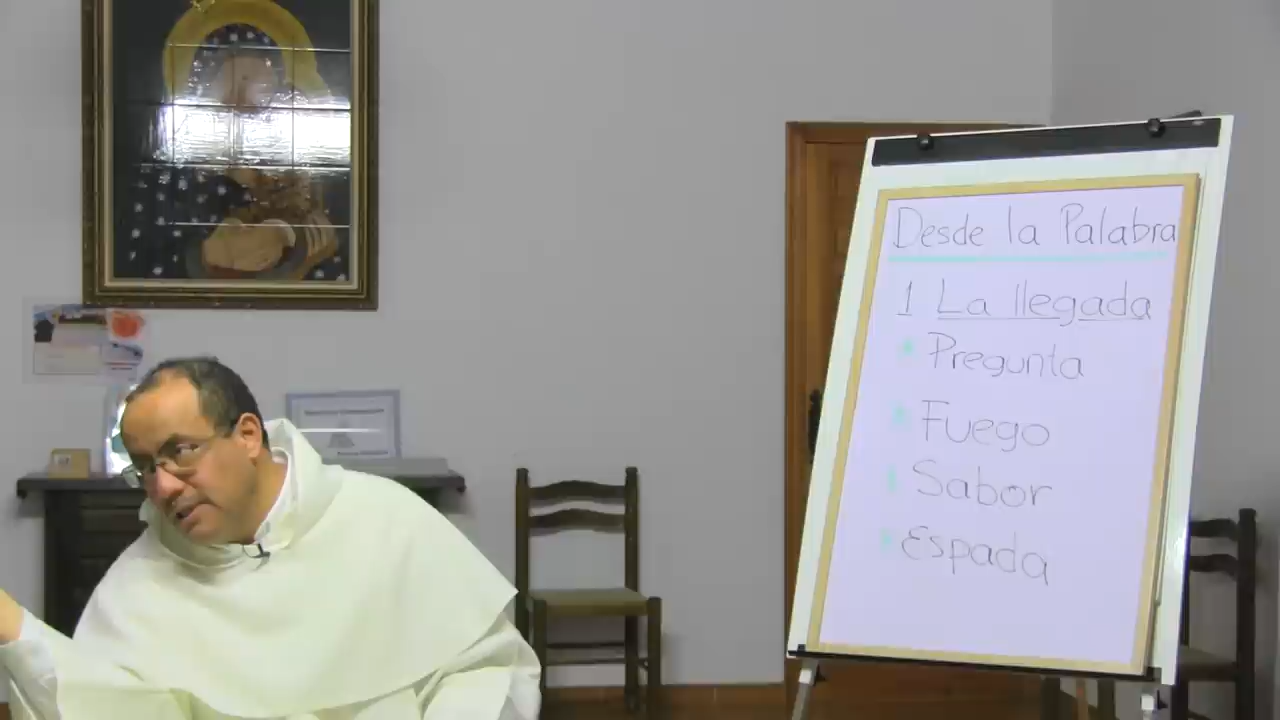 Desde la Palabra
1 La llegada
• Pregunta
• Fuego
• Sabor
• Espada